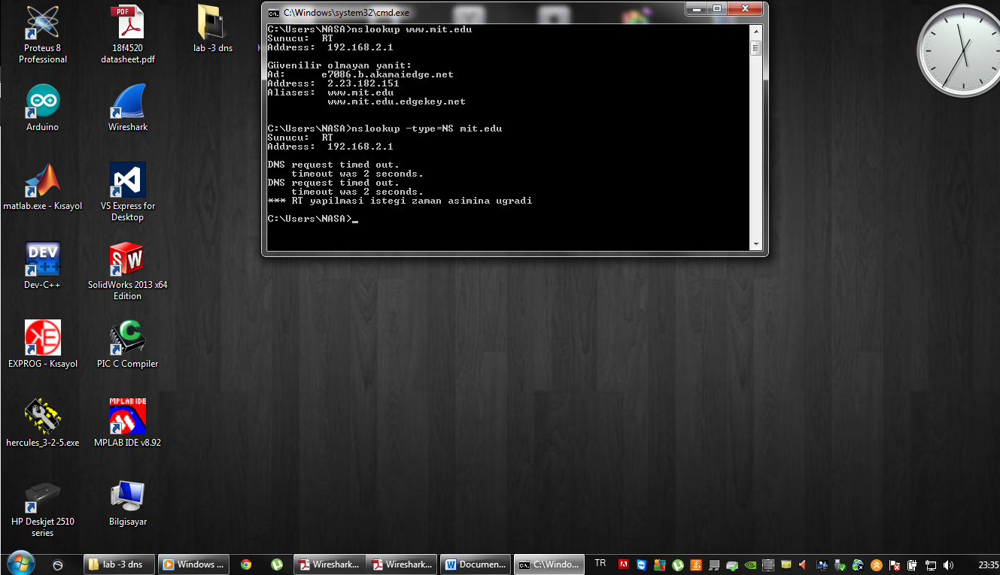 C:\Windows\system32\cmd.exe
C:\Users\NASA>nslookup www.mit.edu
Sunucu:  RT
Address:  192.168.2.1
Güvenilir olmayan yanit:
Ad:      e7086.b.akamaiedge.net
Address:  2.23.182.151
Aliases:  www.mit.edu
www.mit.edu.edgekey.net
C:\Users\NASA>nslookup -type=NS mit.edu
Sunucu:  RT
Address:  192.168.2.1
DNS request timed out.
timeout was 2 seconds.
DNS request timed out.
timeout was 2 seconds.
*** RT yapilmasi istegi zaman asimina ugradi
C:\Users\NASA>_
Proteus 8
Professional
PDF
18f4520
datasheet.pdf
lab -3 dns
Arduino
Wireshark
matlab.exe - Kısayol
VS Express for
Desktop
DEV
C++
Dev-C++
SW
SolidWorks 2013 x64
Edition
EXPROG - Kısayol
C
PIC C Compiler
hercules_3-2-5.exe
MPLAB IDE
MPLAB IDE v8.92
HP Deskjet 2510
series
Bilgisayar
lab -3 dns
Windows ...
Wireshark...
Wireshark...
Documen...
C:\Windo...
TR
23:35